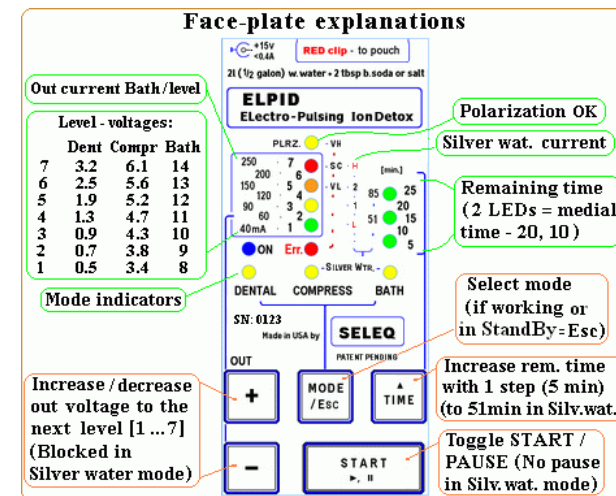 Face-plate explanations
+15V
<0.4A
RED clip - to pouch
2l (1/2 galon) w.water + 2 tbsp b.soda or salt
ELPID
ELectro-Pulsing IonDetox
Out current Bath/level
Level - voltages:
Dent Compr Bath
7 3.2 6.1 14
6 2.5 5.6 13
5 1.9 5.2 12
4 1.3 4.7 11
3 0.9 4.3 10
2 0.7 3.8 9
1 0.5 3.4 8
Mode indicators
PLRZ. - VH
250 - 7 - SC - H
200 6
150 - 5 - VL - 2
120 4
90 - 3 1
60 2
40mA 1 L
[min.]
85 25
20
51 15
10
5
ON Err.
- SILVER WTR. -
DENTAL COMPRESS BATH
SN: 0123
Made in USA by SELEQ
PATENT PENDING
OUT
+
MODE
/ESC
▲
TIME
−
START
►, II
Polarization OK
Silver wat. current
Remaining time
(2 LEDs = medial
time - 20, 10 )
Select mode
(if working or
in StandBy=Esc)
Increase rem. time
with 1 step (5 min)
(to 51min in Silv.wat.)
Toggle START /
PAUSE (No pause
in Silv. wat. mode)
Increase / decrease
out voltage to the
next level [1 ...7]
(Blocked in
Silver water mode)